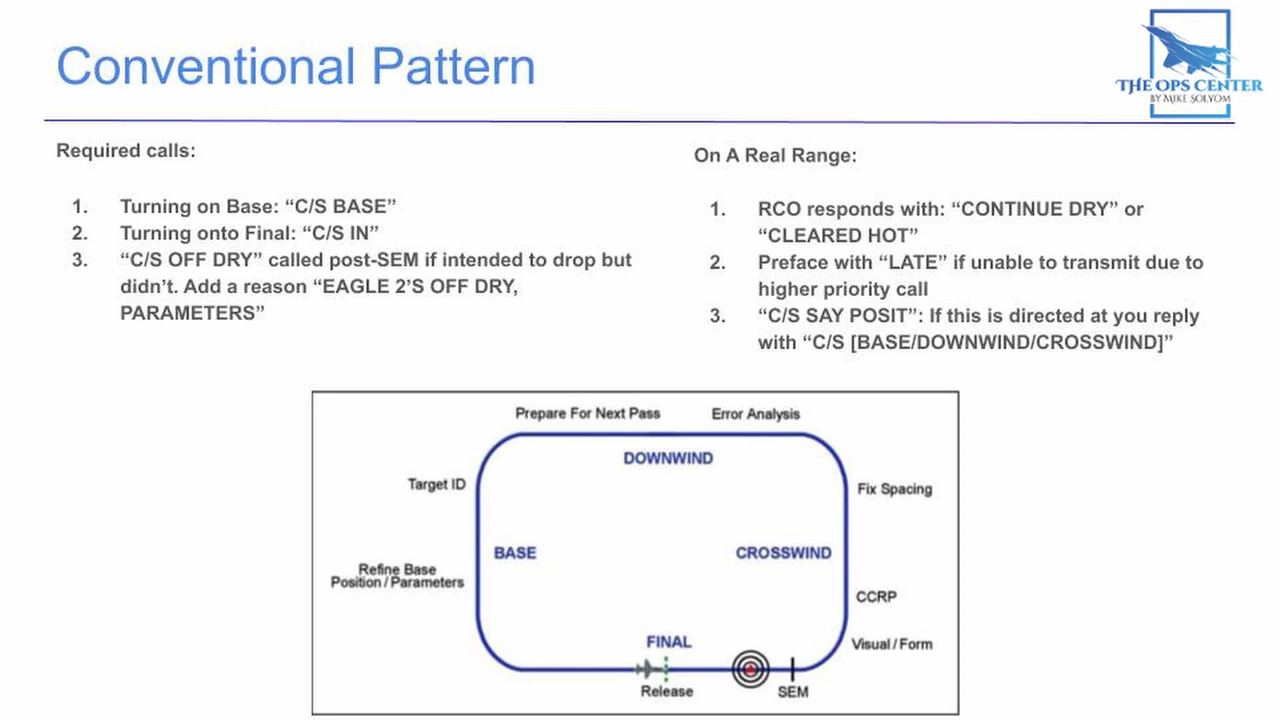 Conventional Pattern
THE OPS CENTER
BY MIKE SOLYOM
Required calls:
1. Turning on Base: “C/S BASE”
2. Turning onto Final: “C/S IN”
3. “C/S OFF DRY” called post-SEM if intended to drop but
didn’t. Add a reason “EAGLE 2’S OFF DRY,
PARAMETERS”
On A Real Range:
1. RCO responds with: “CONTINUE DRY” or
“CLEARED HOT”
2. Preface with “LATE” if unable to transmit due to
higher priority call
3. “C/S SAY POSIT”: If this is directed at you reply
with “C/S [BASE/DOWNWIND/CROSSWIND]”
Prepare For Next Pass
Error Analysis
DOWNWIND
Target ID
Fix Spacing
BASE
CROSSWIND
Refine Base
Position / Parameters
CCRP
FINAL
Visual / Form
Release
SEM